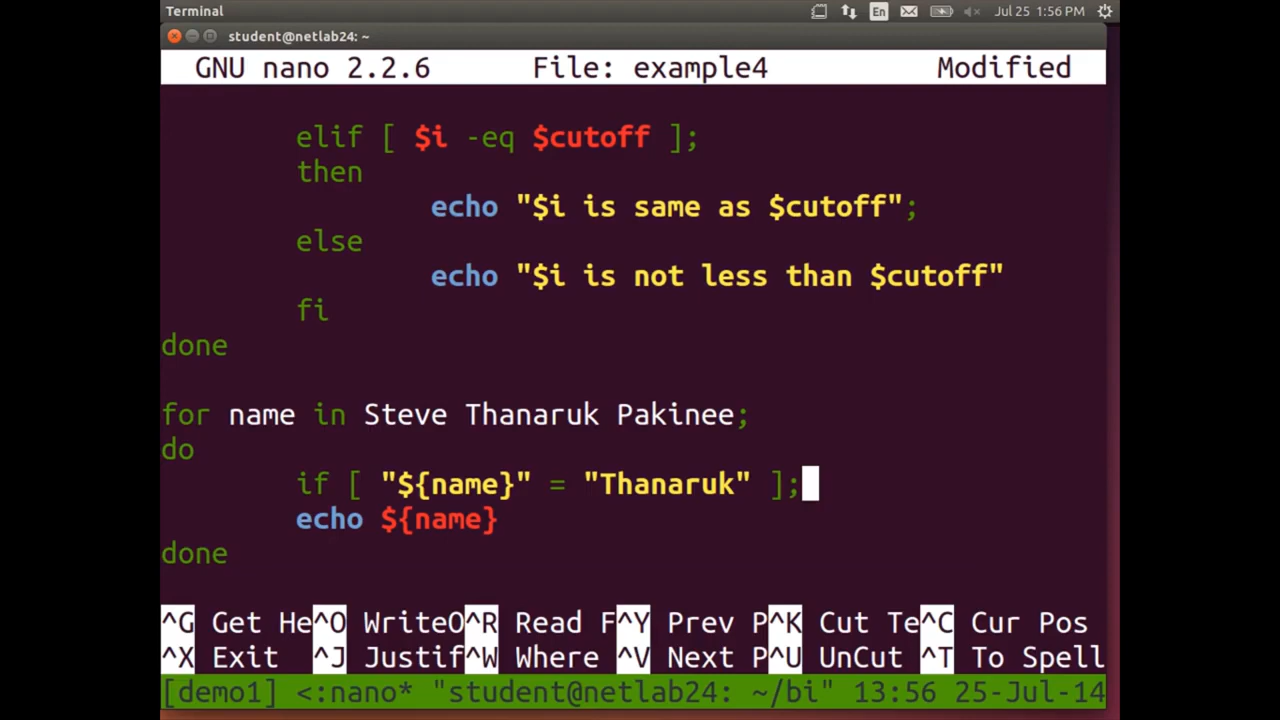 Terminal En Jul 25 1:56 PM
student@netlab24: ~
GNU nano 2.2.6 File: example4 Modified
elif [ $i -eq $cutoff ];
then
echo "$i is same as $cutoff";
else
echo "$i is not less than $cutoff"
fi
done
for name in Steve Thanaruk Pakinee;
do
if [ "${name}" = "Thanaruk" ];
echo ${name}
done
^G Get He^O WriteO^R Read F^Y Prev P^K Cut Te^C Cur Pos
^X Exit ^J Justif^W Where ^V Next P^U UnCut ^T To Spell
[demo1] <:nano* "student@netlab24: ~/bi" 13:56 25-Jul-14